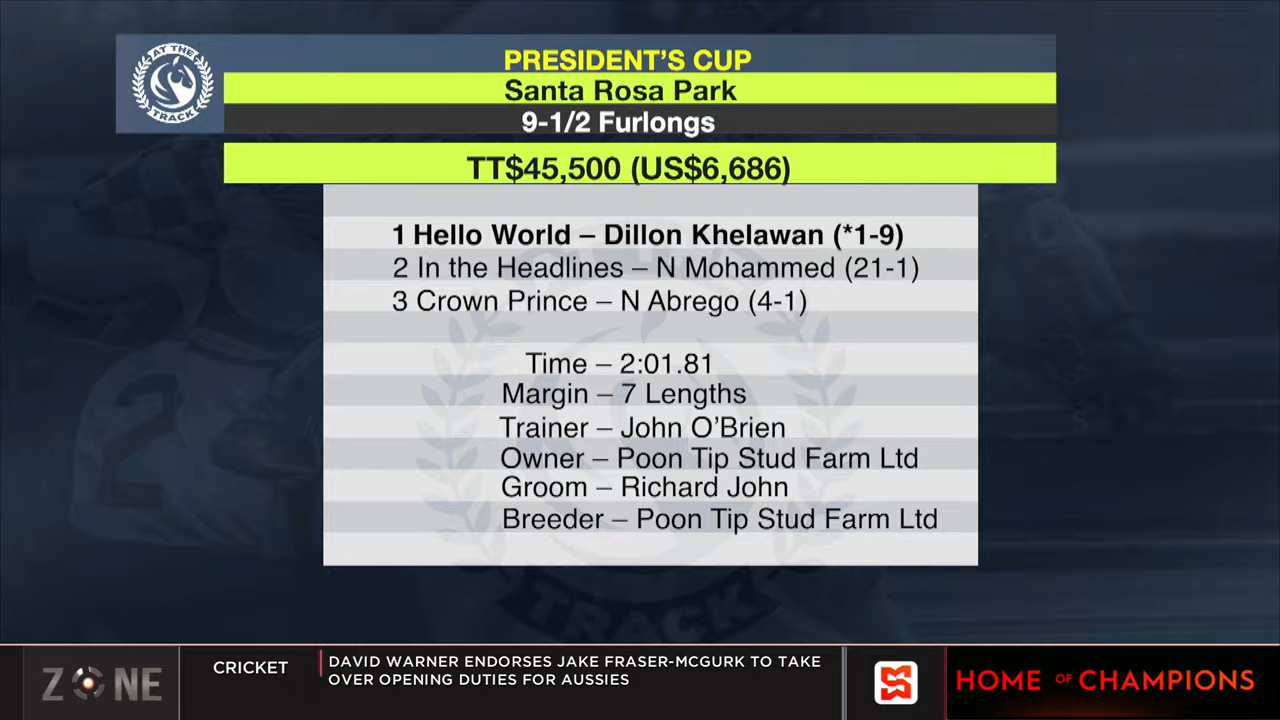 AT THE
TRACK
PRESIDENT'S CUP
Santa Rosa Park
9-1/2 Furlongs
TT$45,500 (US$6,686)
1 Hello World – Dillon Khelawan (*1-9)
2 In the Headlines – N Mohammed (21-1)
3 Crown Prince – N Abrego (4-1)
Time – 2:01.81
Margin – 7 Lengths
Trainer – John O'Brien
Owner – Poon Tip Stud Farm Ltd
Groom – Richard John
Breeder – Poon Tip Stud Farm Ltd
2
TRACK
ZONE
CRICKET
DAVID WARNER ENDORSES JAKE FRASER-MCGURK TO TAKE
OVER OPENING DUTIES FOR AUSSIES
HOME OF CHAMPIONS